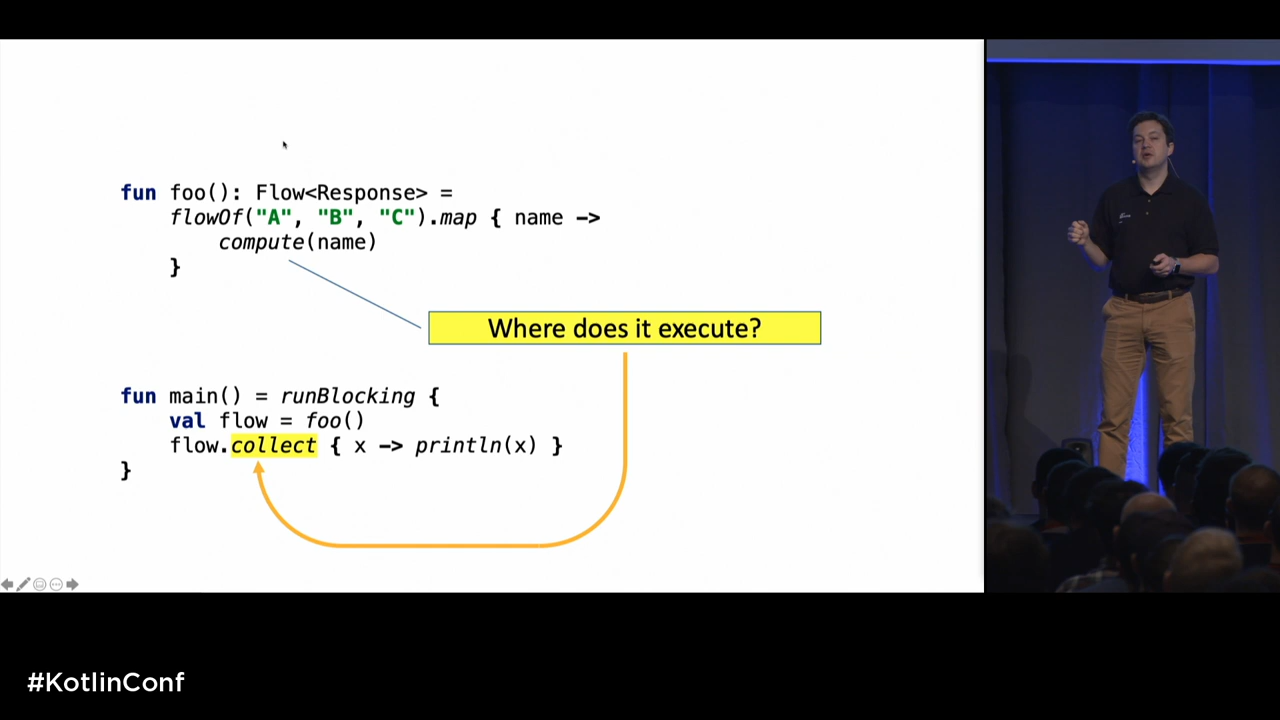 fun foo(): Flow<Response> =
    flowOf("A", "B", "C").map { name ->
        compute(name)
    }
Where does it execute?
fun main() = runBlocking {
    val flow = foo()
    flow.collect { x -> println(x) }
}
#KotlinConf